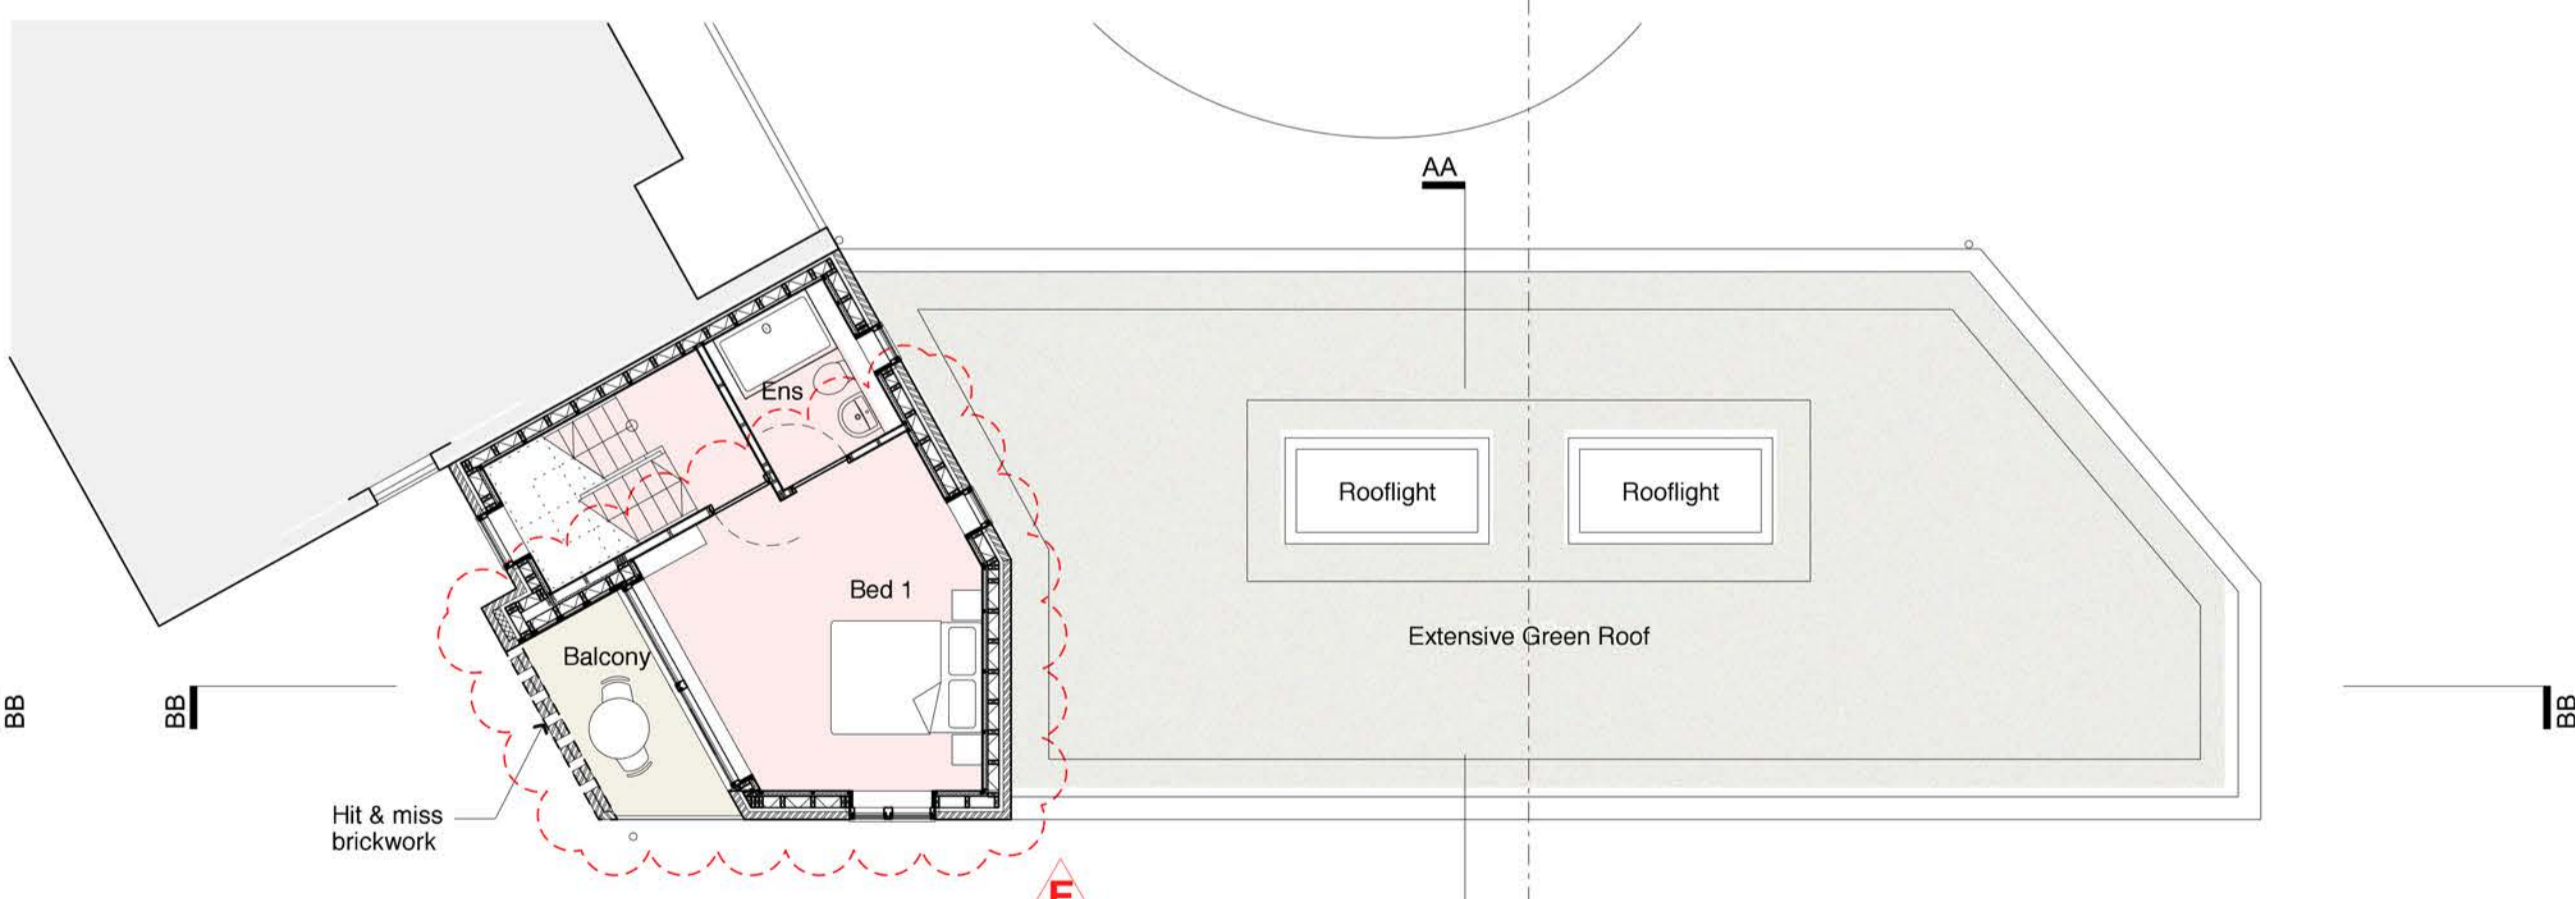 AA
Ens
Rooflight
Rooflight
Bed 1
Extensive Green Roof
Balcony
BB
BB
BB
Hit & miss
brickwork
E